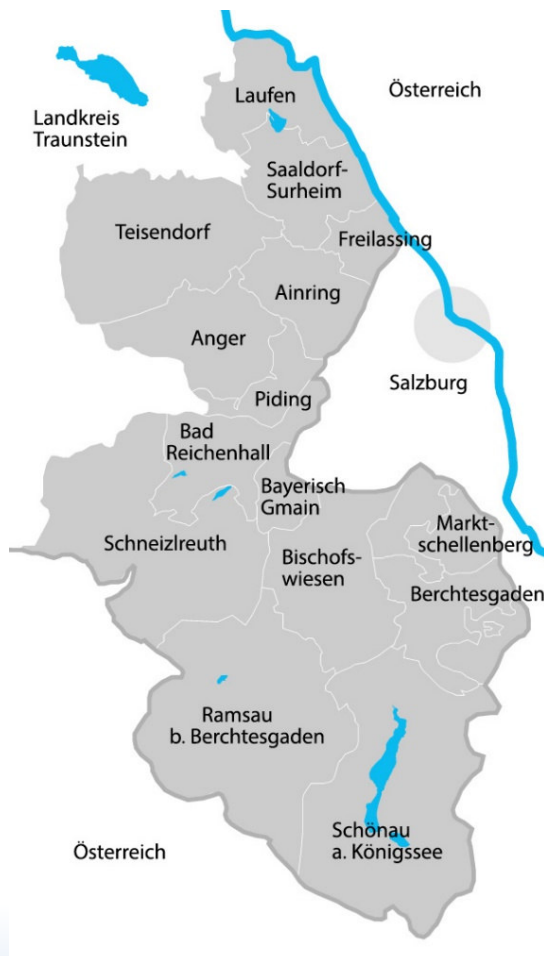 Laufen
Österreich
Landkreis
Traunstein
Saaldorf-
Surheim
Teisendorf
Freilassing
Ainring
Anger
Salzburg
Piding
Bad
Reichenhall
Bayerisch
Gmain
Markt-
schellenberg
Schneizlreuth
Bischofs-
wiesen
Berchtesgaden
Ramsau
b. Berchtesgaden
Schönau
a. Königssee
Österreich